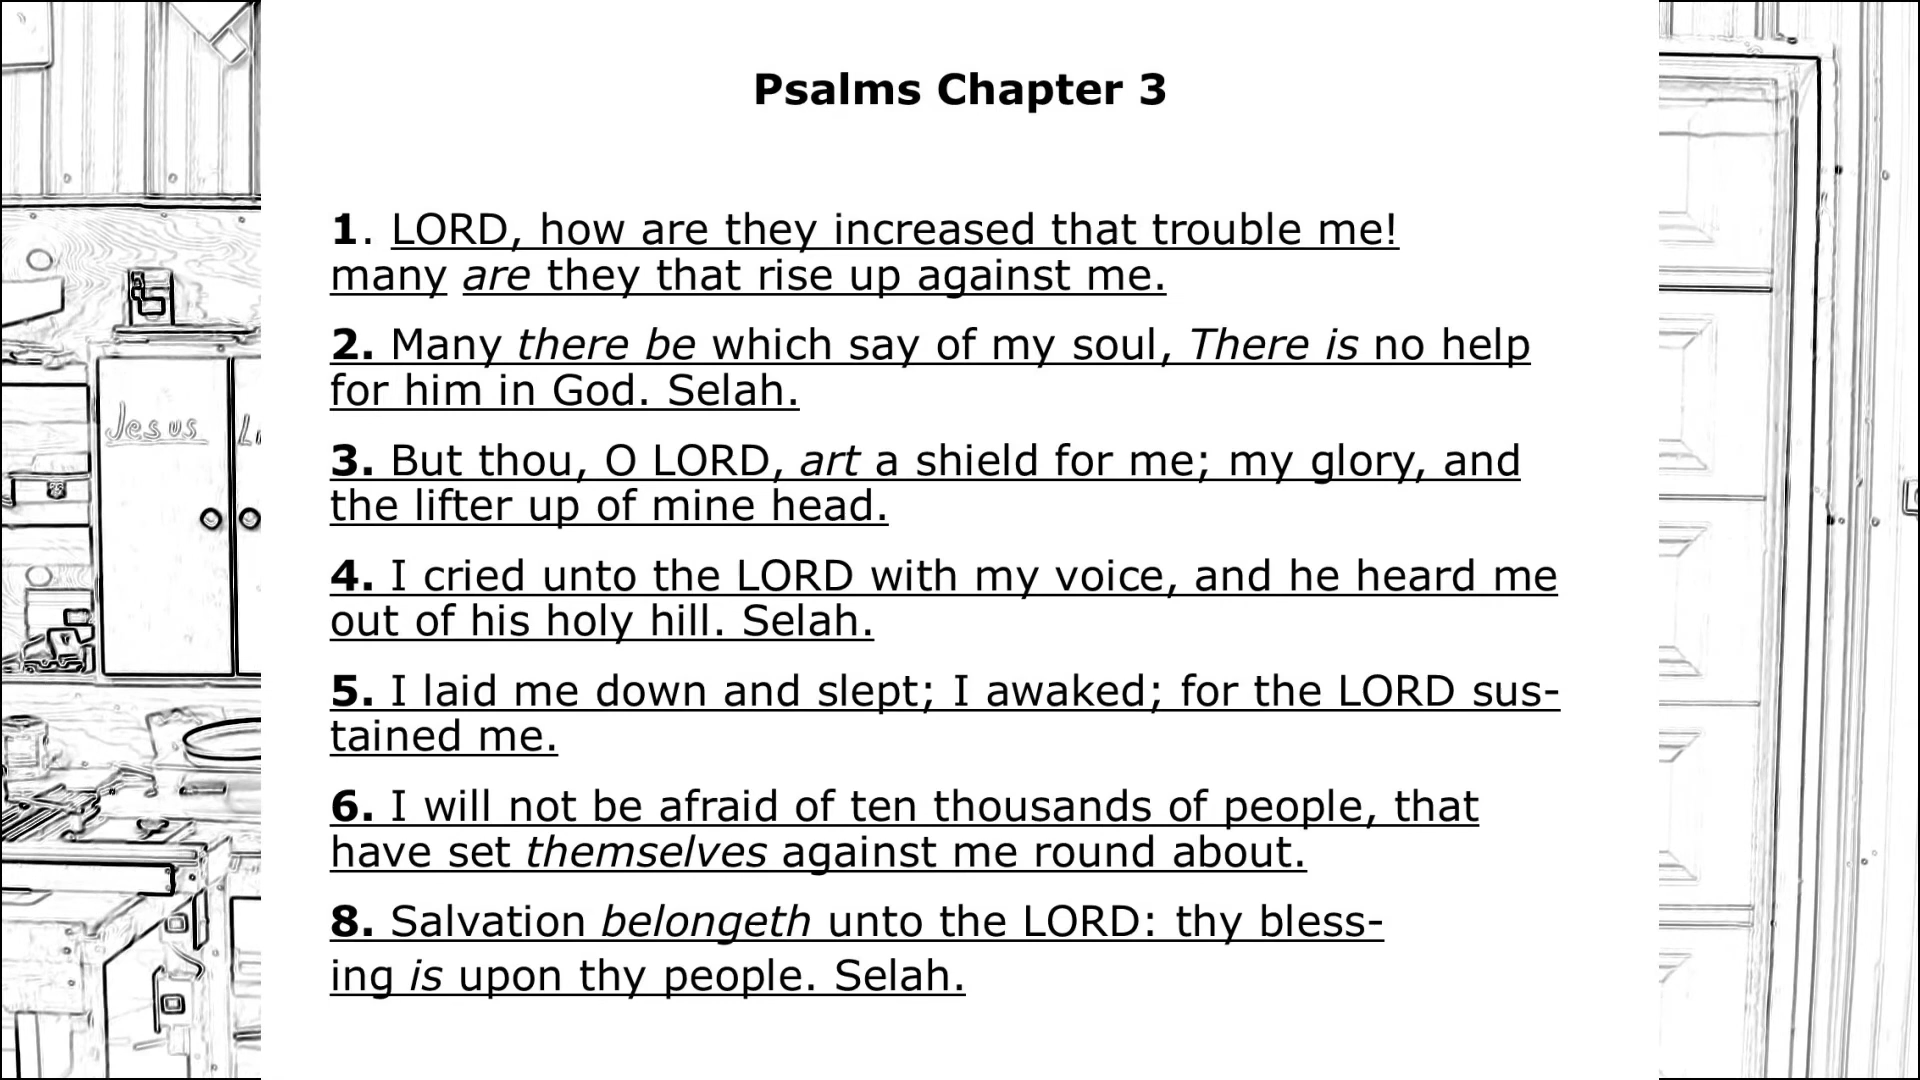 Psalms Chapter 3
1. LORD, how are they increased that trouble me!
many are they that rise up against me.
2. Many there be which say of my soul, There is no help
for him in God. Selah.
3. But thou, O LORD, art a shield for me; my glory, and
the lifter up of mine head.
4. I cried unto the LORD with my voice, and he heard me
out of his holy hill. Selah.
5. I laid me down and slept; I awaked; for the LORD sus-
tained me.
6. I will not be afraid of ten thousands of people, that
have set themselves against me round about.
8. Salvation belongeth unto the LORD: thy bless-
ing is upon thy people. Selah.
Jesus